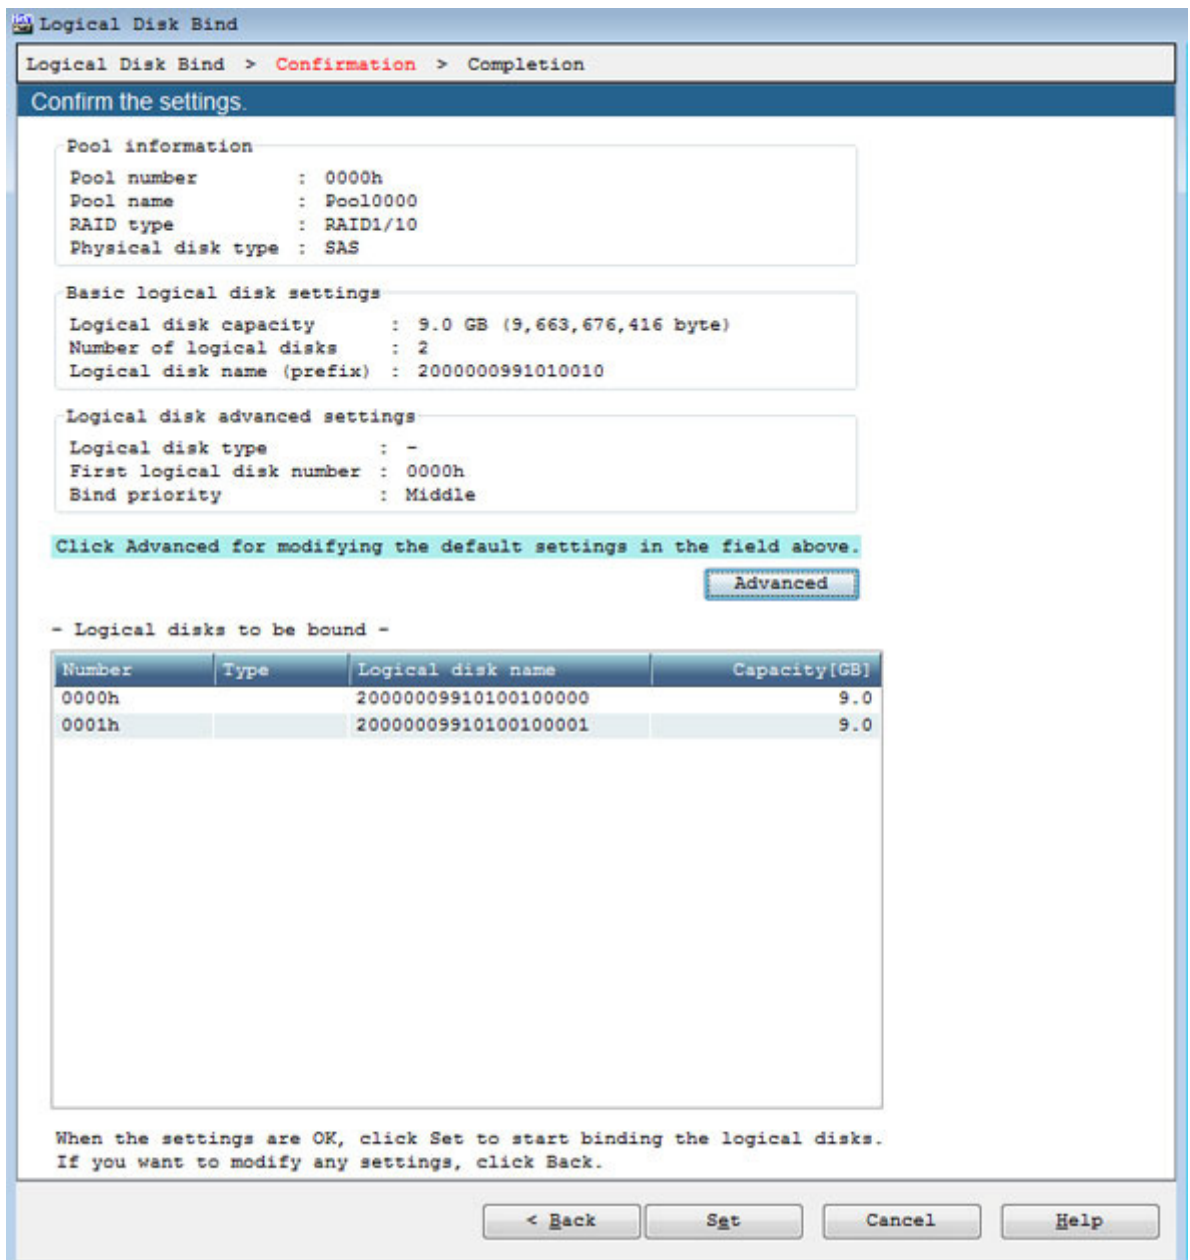 Logical Disk Bind
Logical Disk Bind > Confirmation > Completion
Confirm the settings.
Pool information
Pool number : 0000h
Pool name : Pool0000
RAID type : RAID1/10
Physical disk type : SAS
Basic logical disk settings
Logical disk capacity : 9.0 GB (9,663,676,416 byte)
Number of logical disks : 2
Logical disk name (prefix) : 2000000991010010
Logical disk advanced settings
Logical disk type : -
First logical disk number : 0000h
Bind priority : Middle
Click Advanced for modifying the default settings in the field above.
Advanced
- Logical disks to be bound -
Number Type Logical disk name Capacity[GB]
0000h 20000009910100100000 9.0
0001h 20000009910100100001 9.0
When the settings are OK, click Set to start binding the logical disks.
If you want to modify any settings, click Back.
< Back Set Cancel Help